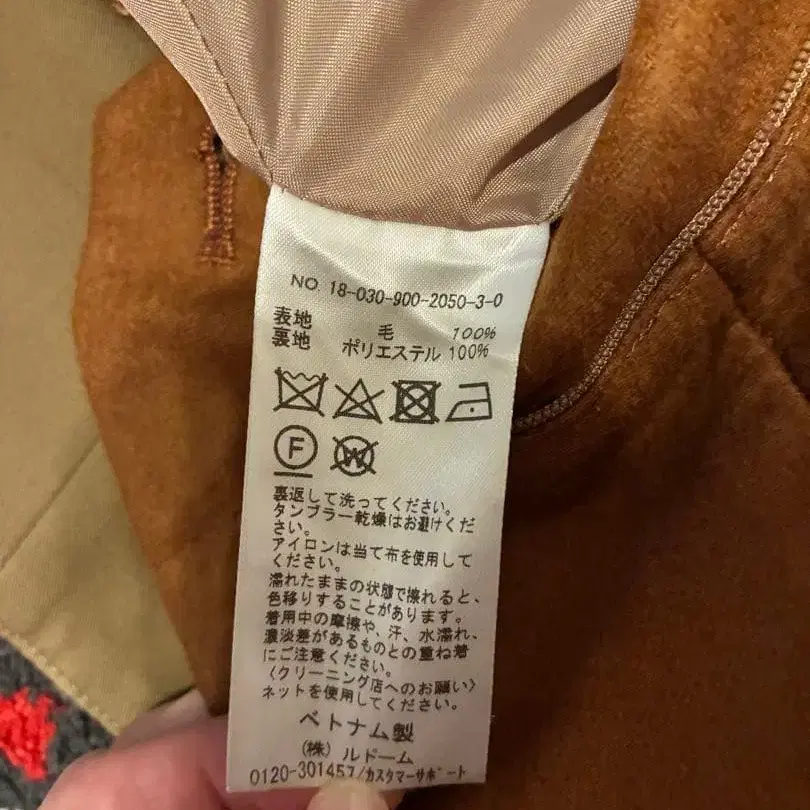 NO. 18-030-900-2050-3-0
表地 毛 100%
裏地 ポリエステル 100%
F W
裏返して洗ってください。
タンブラー乾燥はお避けくだ
さい。
アイロンは当て布を使用して
ください。
濡れたままの状態で擦れると、
色移りすることがあります。
着用中の摩擦や、汗、水濡れ、
濃淡差があるものとの重ね着
にご注意ください。
〈クリーニング店へのお願い〉
ネットを使用してください。
ベトナム製
(株) ルドーム
0120-301457/カスタマーサポート